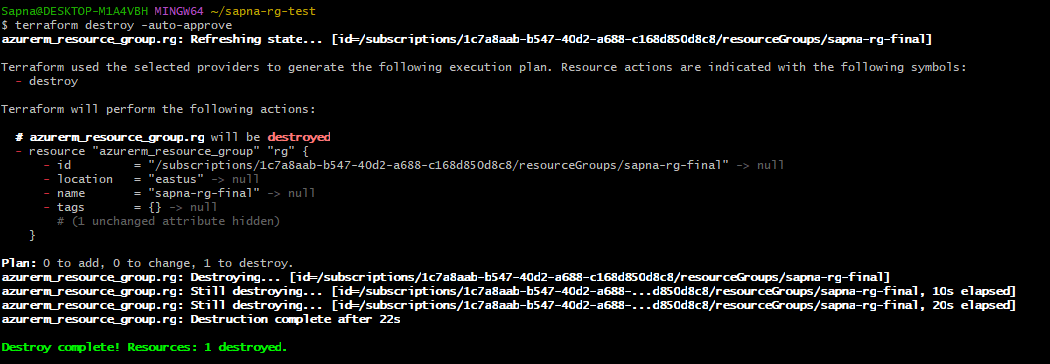 Sapna@DESKTOP-M1A4VBH MINGW64 ~/sapna-rg-test
$ terraform destroy -auto-approve
azurerm_resource_group.rg: Refreshing state... [id=/subscriptions/1c7a8aab-b547-40d2-a688-c168d850d8c8/resourceGroups/sapna-rg-final]
Terraform used the selected providers to generate the following execution plan. Resource actions are indicated with the following symbols:
- destroy
Terraform will perform the following actions:
# azurerm_resource_group.rg will be destroyed
- resource "azurerm_resource_group" "rg" {
- id = "/subscriptions/1c7a8aab-b547-40d2-a688-c168d850d8c8/resourceGroups/sapna-rg-final" -> null
- location = "eastus" -> null
- name = "sapna-rg-final" -> null
- tags = {} -> null
# (1 unchanged attribute hidden)
}
Plan: 0 to add, 0 to change, 1 to destroy.
azurerm_resource_group.rg: Destroying... [id=/subscriptions/1c7a8aab-b547-40d2-a688-c168d850d8c8/resourceGroups/sapna-rg-final]
azurerm_resource_group.rg: Still destroying... [id=/subscriptions/1c7a8aab-b547-40d2-a688-...d850d8c8/resourceGroups/sapna-rg-final, 10s elapsed]
azurerm_resource_group.rg: Still destroying... [id=/subscriptions/1c7a8aab-b547-40d2-a688-...d850d8c8/resourceGroups/sapna-rg-final, 20s elapsed]
azurerm_resource_group.rg: Destruction complete after 22s
Destroy complete! Resources: 1 destroyed.